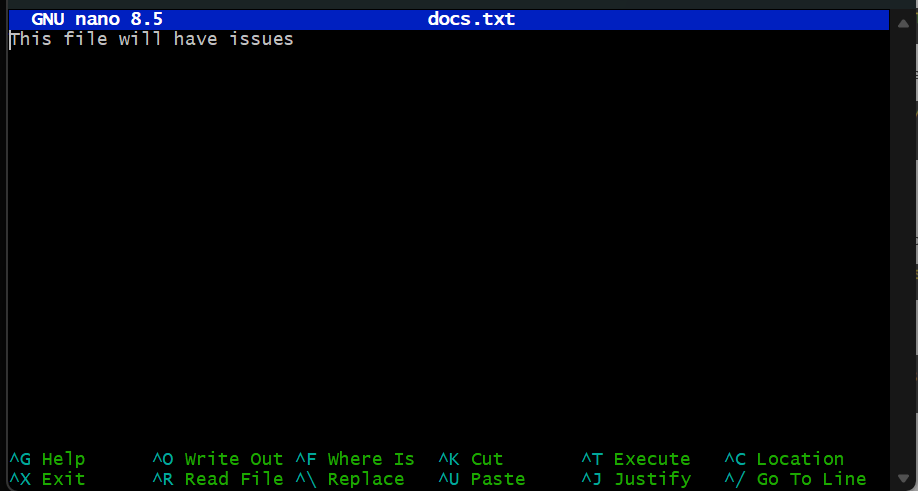 GNU nano 8.5 docs.txt
This file will have issues
^G Help ^O Write Out ^F Where Is ^K Cut ^T Execute ^C Location
^X Exit ^R Read File ^\ Replace ^U Paste ^J Justify ^/ Go To Line